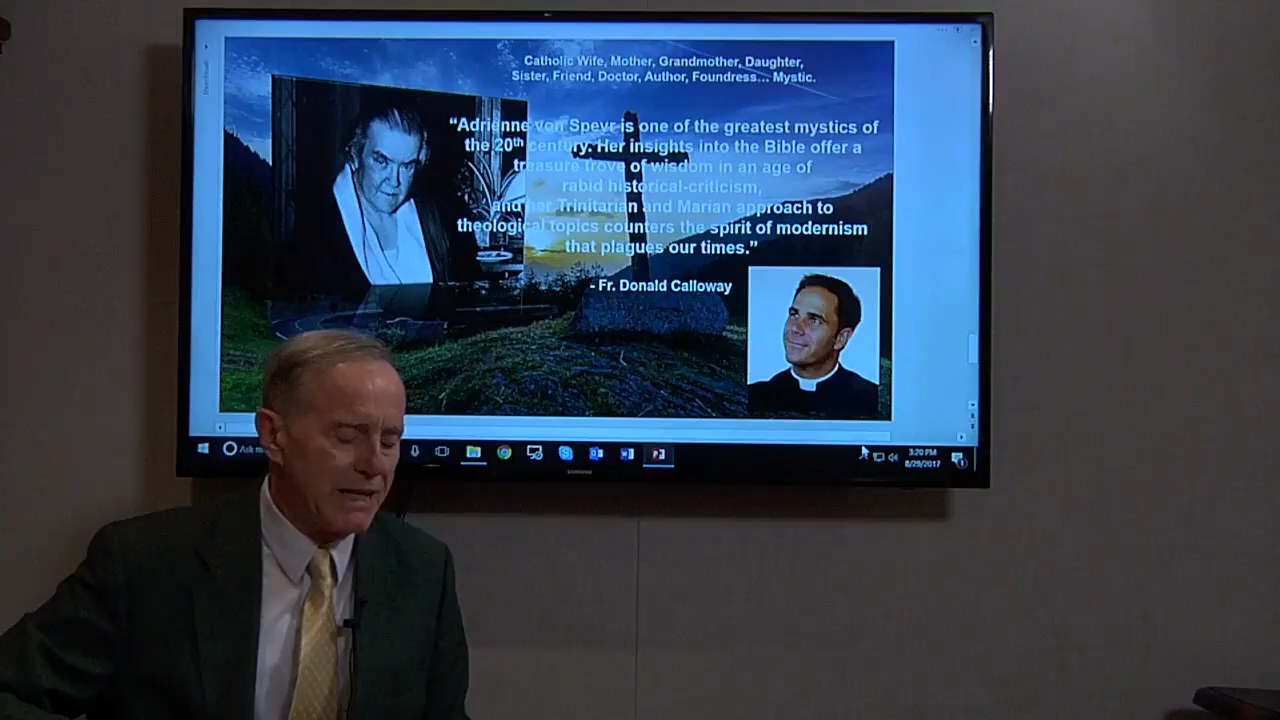 Catholic Wife, Mother, Grandmother, Daughter,
Sister, Friend, Doctor, Author, Foundress... Mystic.
“Adrienne von Speyr is one of the greatest mystics of
the 20th century. Her insights into the Bible offer a
treasure trove of wisdom in an age of
rabid historical-criticism,
and her Trinitarian and Marian approach to
theological topics counters the spirit of modernism
that plagues our times.”
- Fr. Donald Calloway
Ask m
3:20 PM
8/29/2017
SAMSUNG